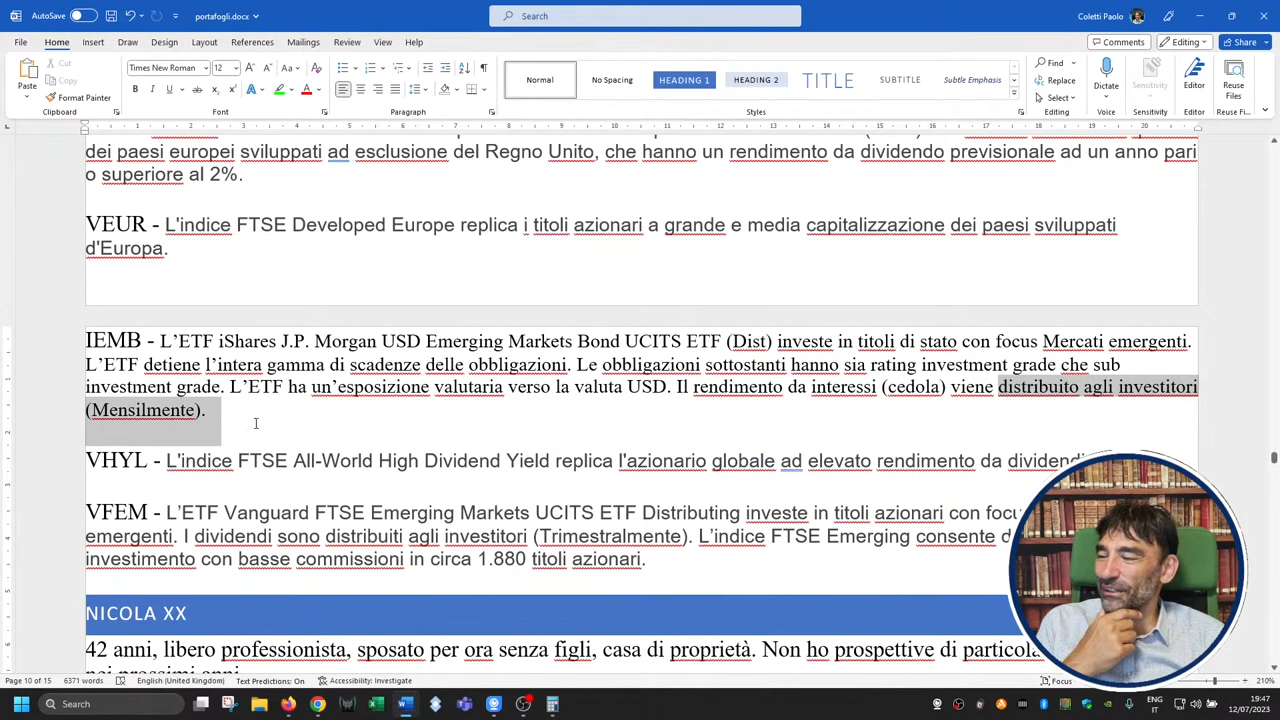 AutoSave
portafogli.docx
Search
Coletti Paolo
File Home Insert Draw Design Layout References Mailings Review View Help
Comments Editing Share
Paste
Cut
Copy
Format Painter
Times New Roman 12
Normal No Spacing HEADING 1 HEADING 2 TITLE SUBTITLE Subtle Emphasis
Find
Replace
Select
Dictate Sensitivity Editor Reuse Files
Clipboard Font Paragraph Styles Editing Voice Sensitivity Editor Reuse Fi...
dei paesi europei sviluppati ad esclusione del Regno Unito, che hanno un rendimento da dividendo previsionale ad un anno pari
o superiore al 2%.
VEUR - L'indice FTSE Developed Europe replica i titoli azionari a grande e media capitalizzazione dei paesi sviluppati
d'Europa.
IEMB - L’ETF iShares J.P. Morgan USD Emerging Markets Bond UCITS ETF (Dist) investe in titoli di stato con focus Mercati emergenti.
L’ETF detiene l’intera gamma di scadenze delle obbligazioni. Le obbligazioni sottostanti hanno sia rating investment grade che sub
investment grade. L’ETF ha un’esposizione valutaria verso la valuta USD. Il rendimento da interessi (cedola) viene distribuito agli investitori
(Mensilmente).
VHYL - L'indice FTSE All-World High Dividend Yield replica l'azionario globale ad elevato rendimento da dividendi
VFEM - L’ETF Vanguard FTSE Emerging Markets UCITS ETF Distributing investe in titoli azionari con focus
emergenti. I dividendi sono distribuiti agli investitori (Trimestralmente). L’indice FTSE Emerging consente
investimento con basse commissioni in circa 1.880 titoli azionari.
NICOLA XX
42 anni, libero professionista, sposato per ora senza figli, casa di proprietà. Non ho prospettive di
nei prossimi anni
Page 10 of 15 6371 words English (United Kingdom) Text Predictions: On Accessibility: Investigate Focus 210%
Search
ENG
IT
19:47
12/07/2023